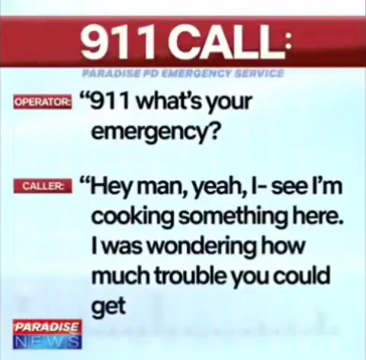 911 CALL:
PARADISE PD EMERGENCY SERVICE
OPERATOR: “911 what's your
emergency?
CALLER: “Hey man, yeah, I- see I'm
cooking something here.
I was wondering how
much trouble you could
get
PARADISE
NEWS